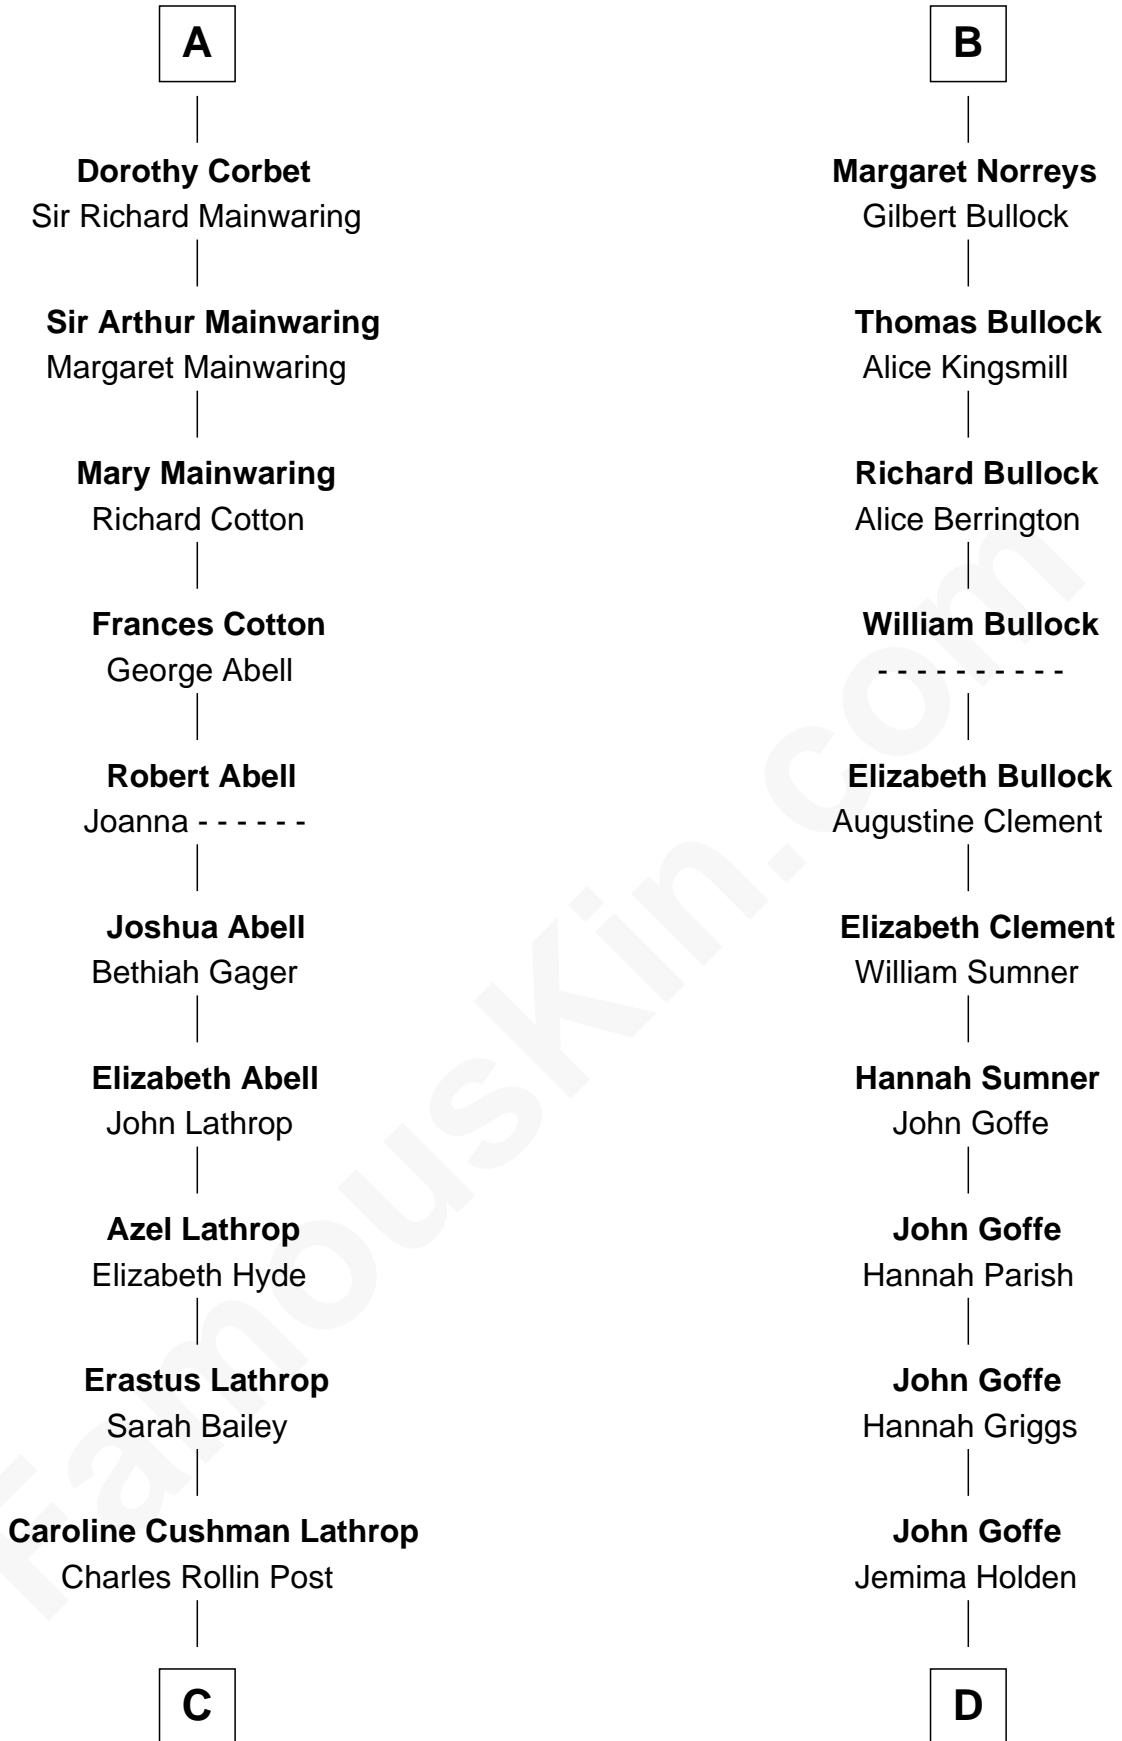 A
Dorothy Corbet
Sir Richard Mainwaring
Sir Arthur Mainwaring
Margaret Mainwaring
Mary Mainwaring
Richard Cotton
Frances Cotton
George Abell
Robert Abell
Joanna - - - - - -
Joshua Abell
Bethiah Gager
Elizabeth Abell
John Lathrop
Azel Lathrop
Elizabeth Hyde
Erastus Lathrop
Sarah Bailey
Caroline Cushman Lathrop
Charles Rollin Post
C
B
Margaret Norreys
Gilbert Bullock
Thomas Bullock
Alice Kingsmill
Richard Bullock
Alice Berrington
William Bullock
- - - - - - - - - -
Elizabeth Bullock
Augustine Clement
Elizabeth Clement
William Sumner
Hannah Sumner
John Goffe
John Goffe
Hannah Parish
John Goffe
Hannah Griggs
John Goffe
Jemima Holden
D
FamousKin.com